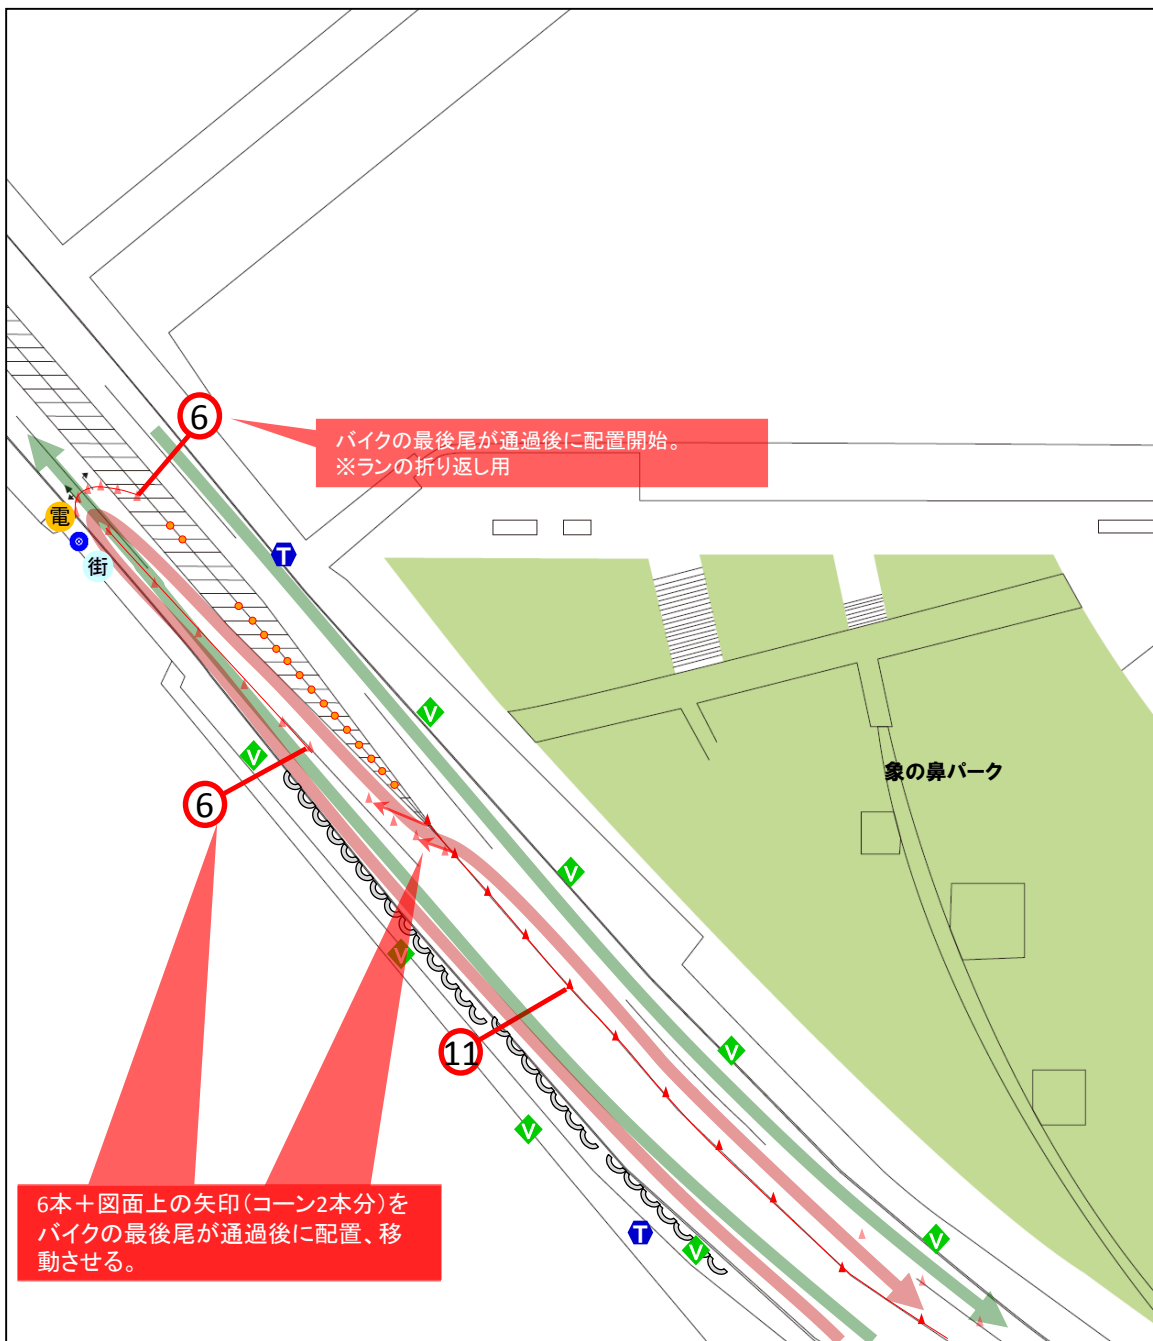 6
バイクの最後尾が通過後に配置開始。
※ランの折り返し用
電
街
T
V
V
象の鼻パーク
6
V
V
11
V
V
6本＋図面上の矢印（コーン2本分）を
バイクの最後尾が通過後に配置、移
動させる。
T
V
V